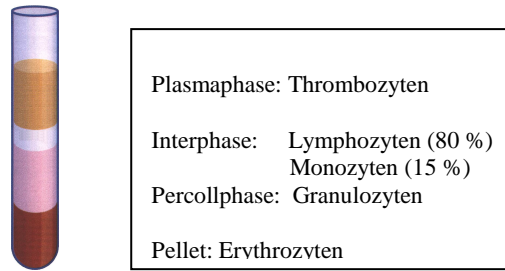 Plasmaphase: Thrombozyten
Interphase: Lymphozyten (80 %)
Monozyten (15 %)
Percollphase: Granulozyten
Pellet: Erythrozyten